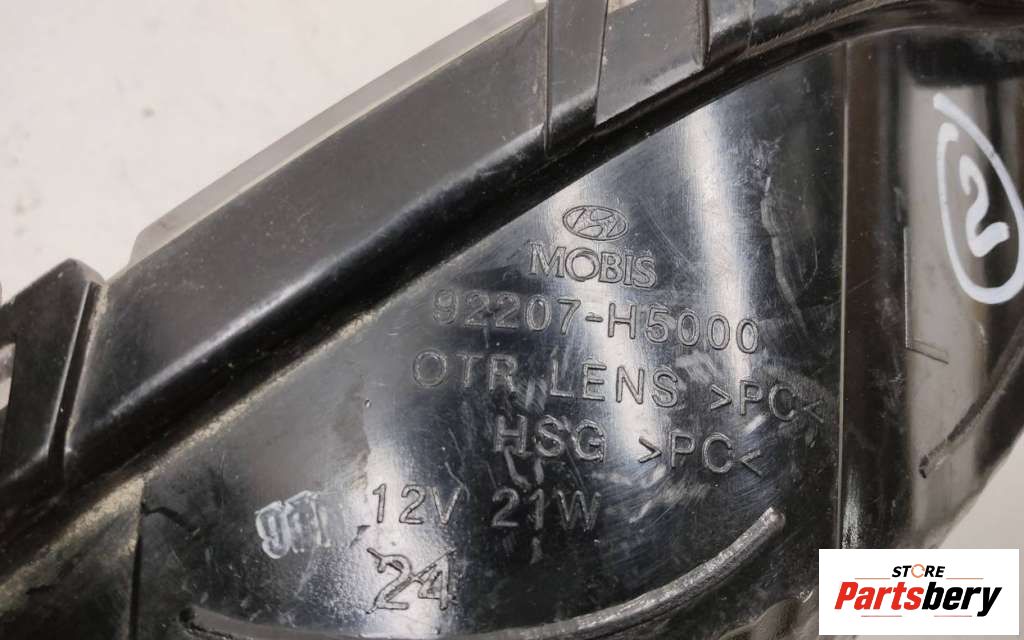 MOBIS
92207-H5000
OTR LENS >PC<
HSG >PC<
12V 21W
24
2
STORE
Partsbery